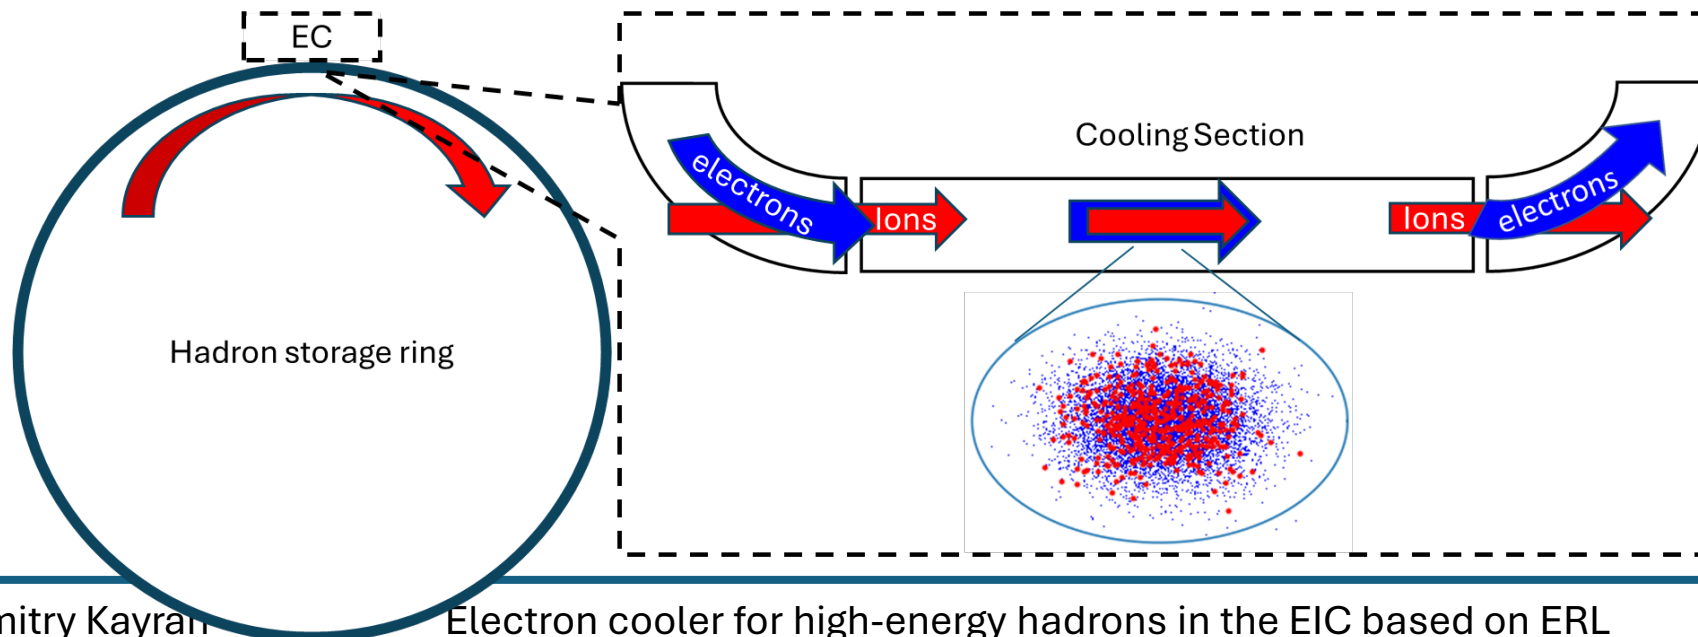 EC
Cooling Section
electrons
Ions
Ions
electrons
Hadron storage ring
Kayran
Electron cooler for high-energy hadrons in the EIC based on ERL